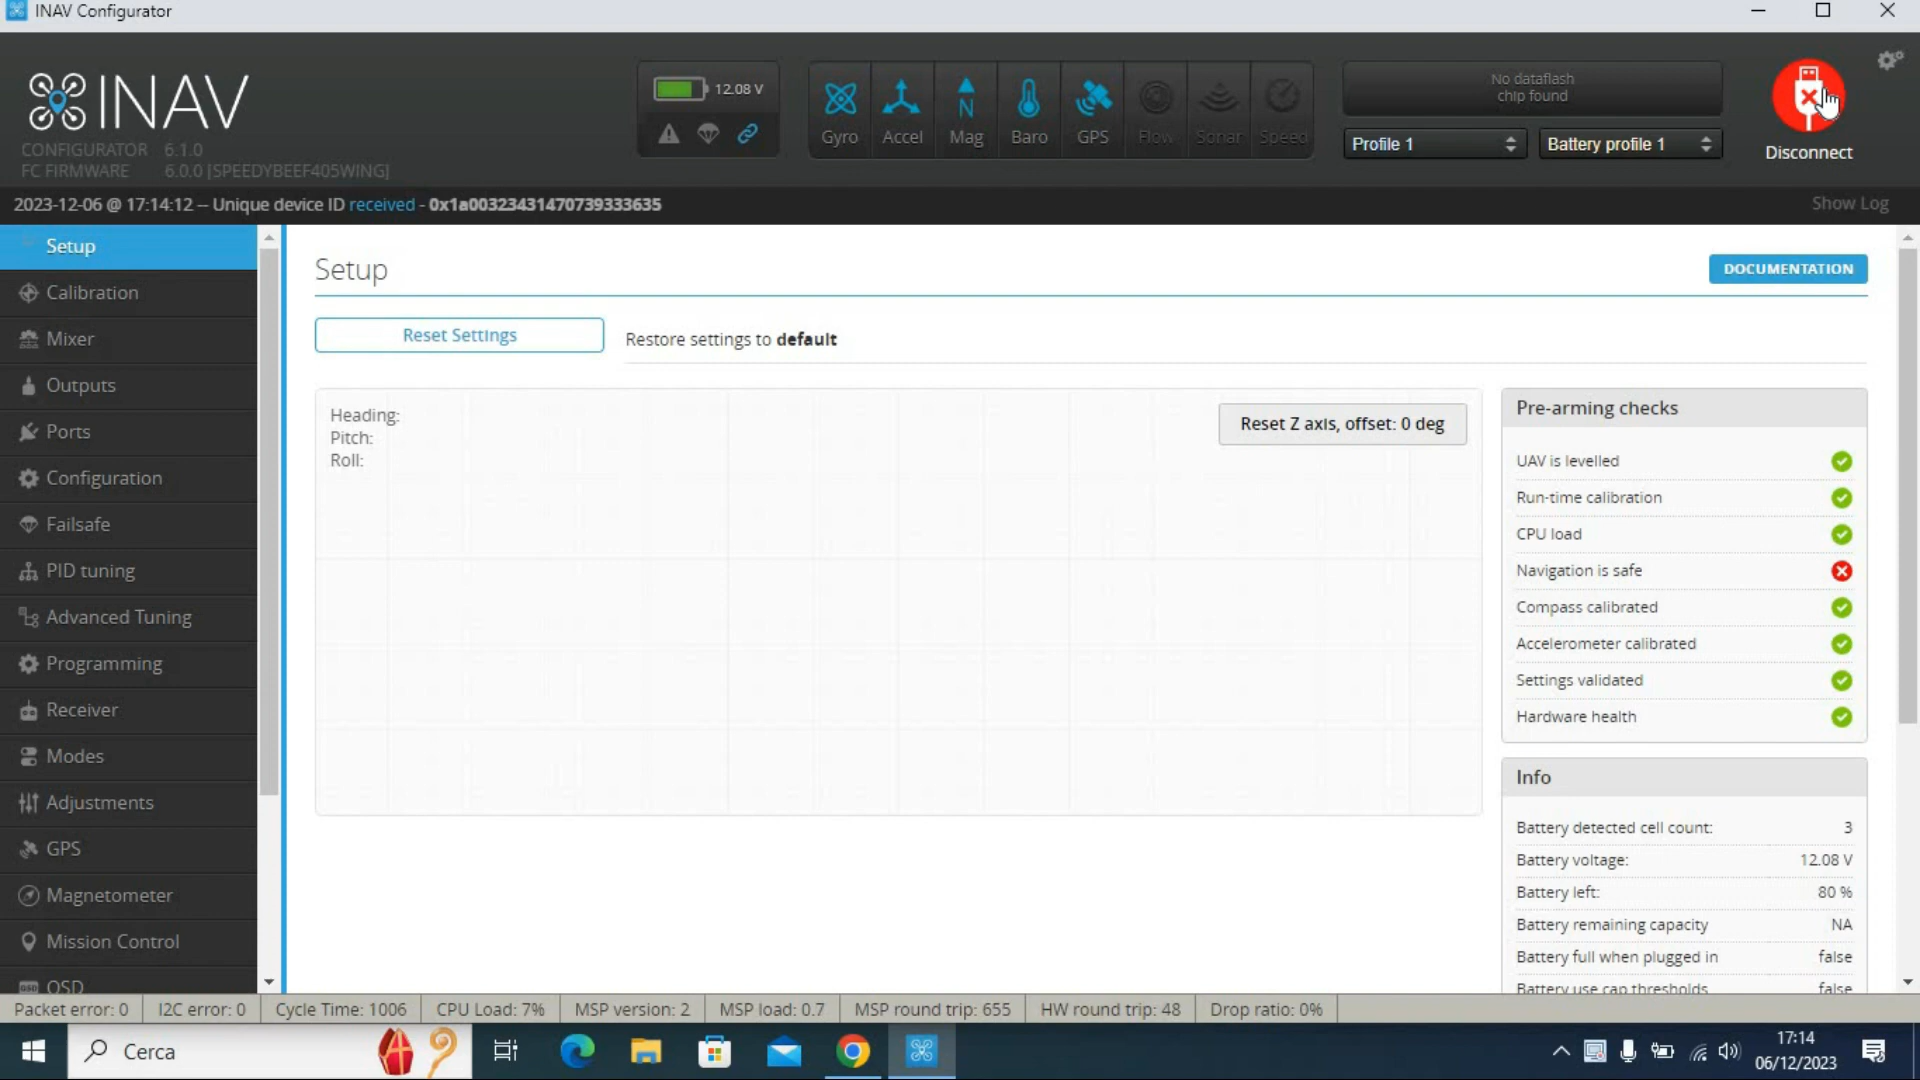 INAV Configurator
INAV
CONFIGURATOR 6.1.0
FC FIRMWARE 6.0.0 [SPEEDYBEEF405WING]
12.08 V
Gyro Accel Mag Baro GPS Flow Sonar Speed
No dataflash
chip found
Profile 1 Battery profile 1
Disconnect
2023-12-06 @ 17:14:12 -- Unique device ID received - 0x1a00323431470739333635
Show Log
Setup
Calibration
Mixer
Outputs
Ports
Configuration
Failsafe
PID tuning
Advanced Tuning
Programming
Receiver
Modes
Adjustments
GPS
Magnetometer
Mission Control
OSD
Setup
DOCUMENTATION
Reset Settings
Restore settings to default
Heading:
Pitch:
Roll:
Reset Z axis, offset: 0 deg
Pre-arming checks
UAV is levelled
Run-time calibration
CPU load
Navigation is safe
Compass calibrated
Accelerometer calibrated
Settings validated
Hardware health
Info
Battery detected cell count: 3
Battery voltage: 12.08 V
Battery left: 80 %
Battery remaining capacity NA
Battery full when plugged in false
Battery use cap thresholds false
Packet error: 0 I2C error: 0 Cycle Time: 1006 CPU Load: 7% MSP version: 2 MSP load: 0.7 MSP round trip: 655 HW round trip: 48 Drop ratio: 0%
Cerca
17:14
06/12/2023